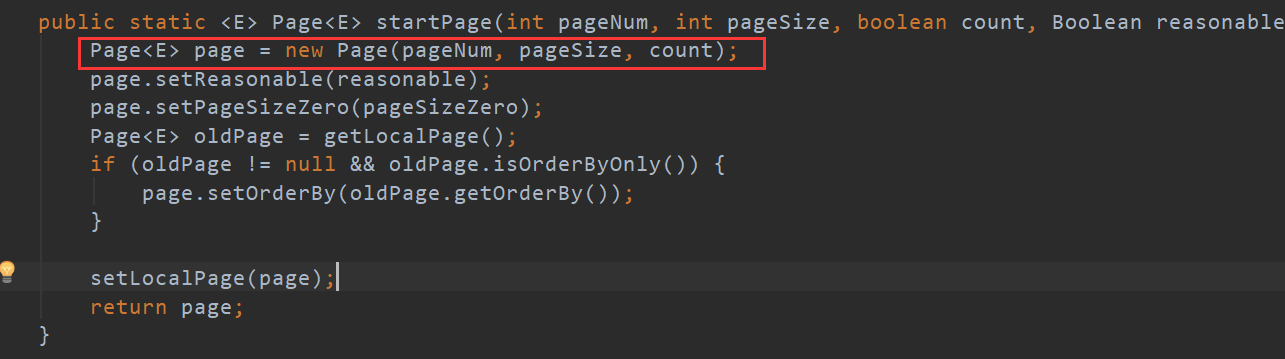 public static <E> Page<E> startPage(int pageNum, int pageSize, boolean count, Boolean reasonable
Page<E> page = new Page(pageNum, pageSize, count);
page.setReasonable(reasonable);
page.setPageSizeZero(pageSizeZero);
Page<E> oldPage = getLocalPage();
if (oldPage != null && oldPage.isOrderByOnly()) {
page.setOrderBy(oldPage.getOrderBy());
}
setLocalPage(page);
return page;
}